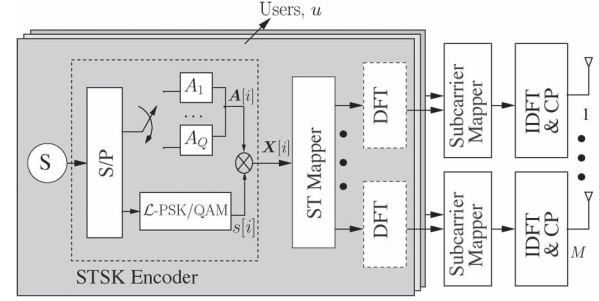 Users, u
S
S/P
A₁
A[i]
...
A_Q
X[i]
ℒ-PSK/QAM
s[i]
STSK Encoder
ST Mapper
DFT
DFT
Subcarrier
Mapper
IDFT
& CP
1
Subcarrier
Mapper
IDFT
& CP
M